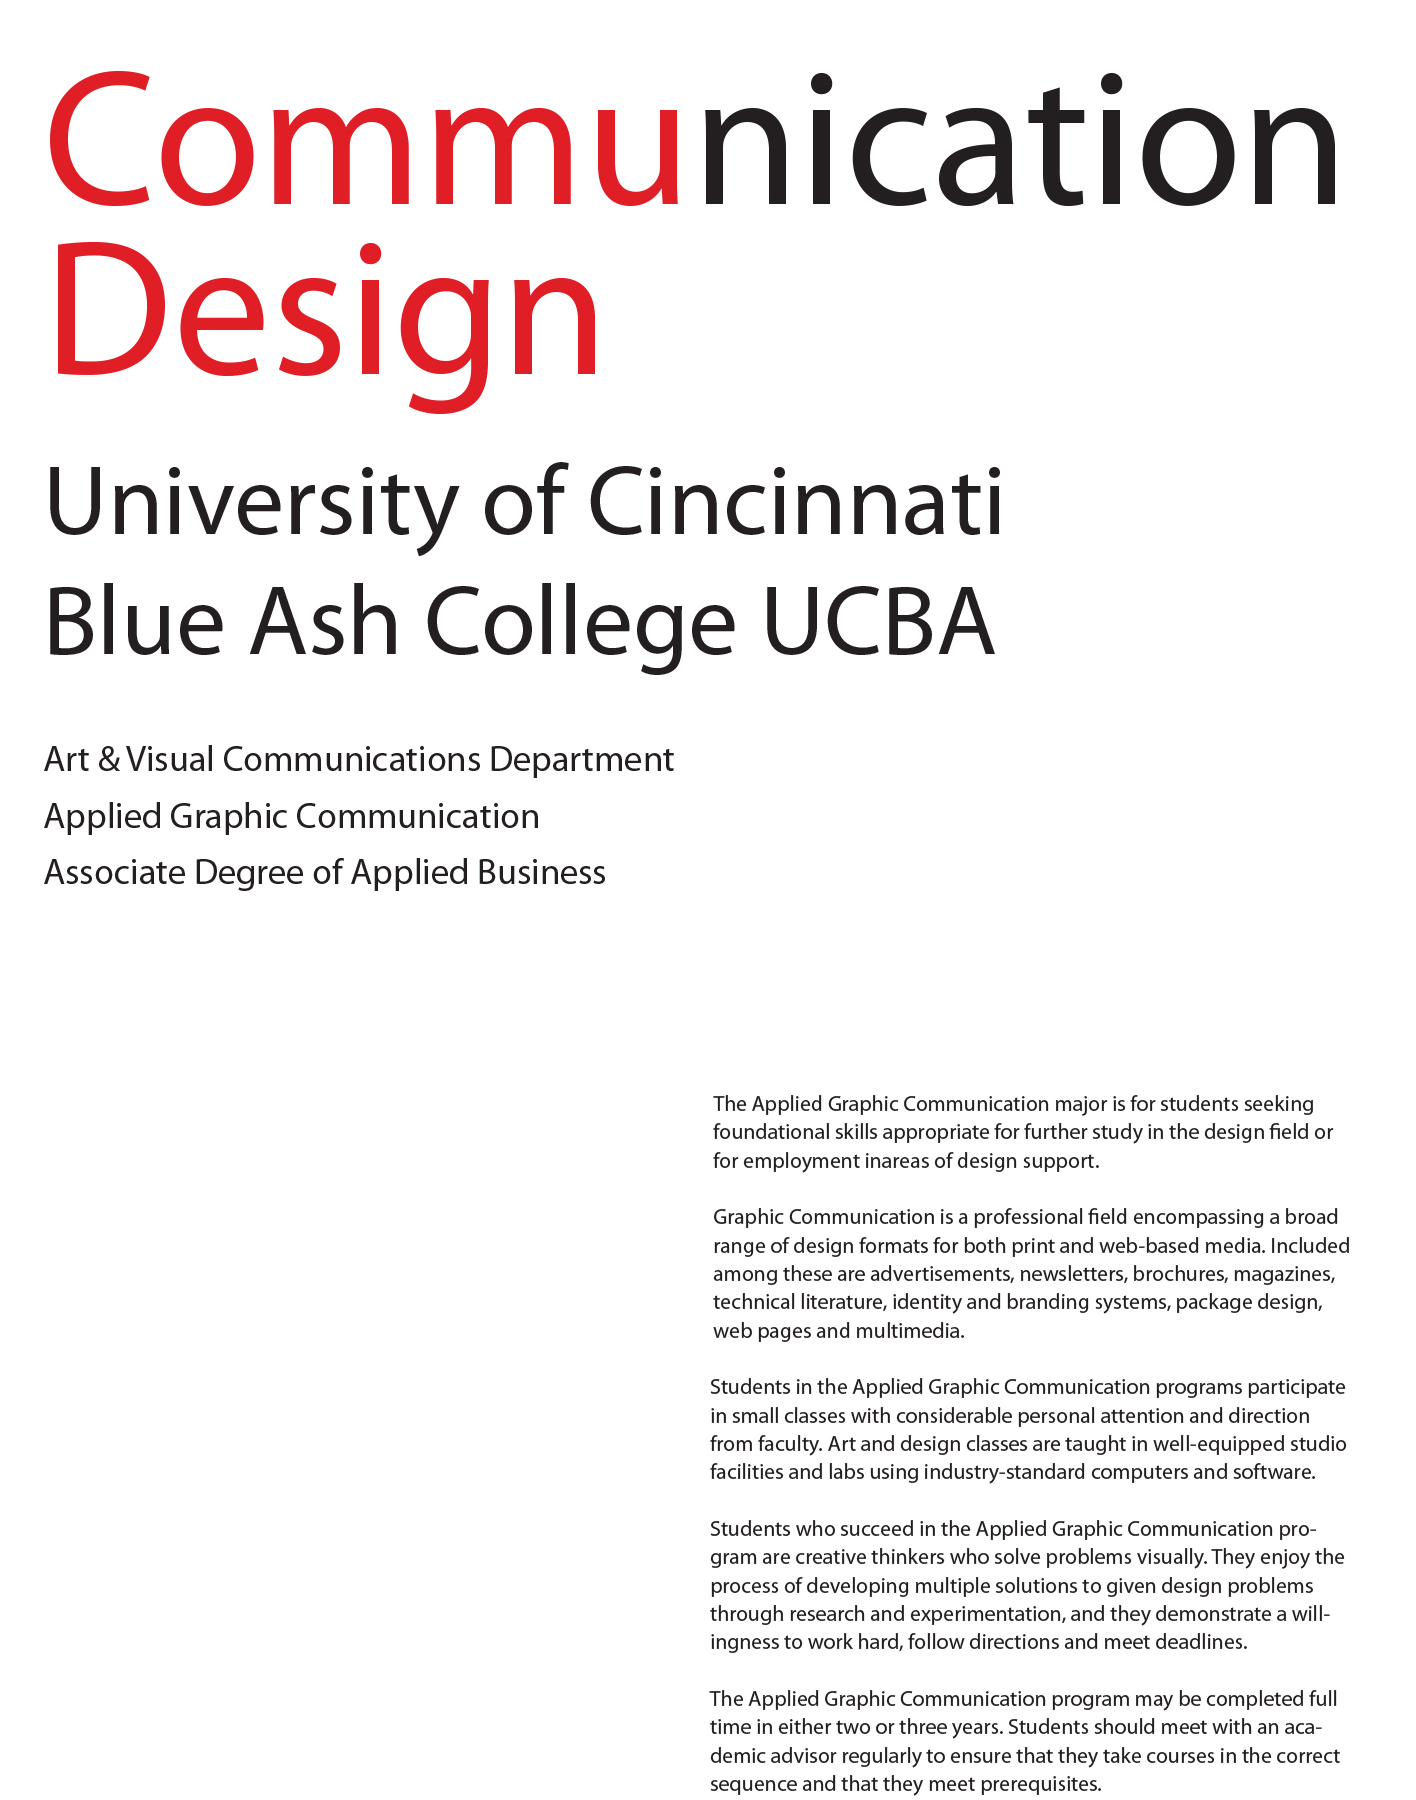 Communication
Design
University of Cincinnati
Blue Ash College UCBA
Art & Visual Communications Department
Applied Graphic Communication
Associate Degree of Applied Business
The Applied Graphic Communication major is for students seeking
foundational skills appropriate for further study in the design field or
for employment inareas of design support.
Graphic Communication is a professional field encompassing a broad
range of design formats for both print and web-based media. Included
among these are advertisements, newsletters, brochures, magazines,
technical literature, identity and branding systems, package design,
web pages and multimedia.
Students in the Applied Graphic Communication programs participate
in small classes with considerable personal attention and direction
from faculty. Art and design classes are taught in well-equipped studio
facilities and labs using industry-standard computers and software.
Students who succeed in the Applied Graphic Communication pro-
gram are creative thinkers who solve problems visually. They enjoy the
process of developing multiple solutions to given design problems
through research and experimentation, and they demonstrate a will-
ingness to work hard, follow directions and meet deadlines.
The Applied Graphic Communication program may be completed full
time in either two or three years. Students should meet with an aca-
demic advisor regularly to ensure that they take courses in the correct
sequence and that they meet prerequisites.